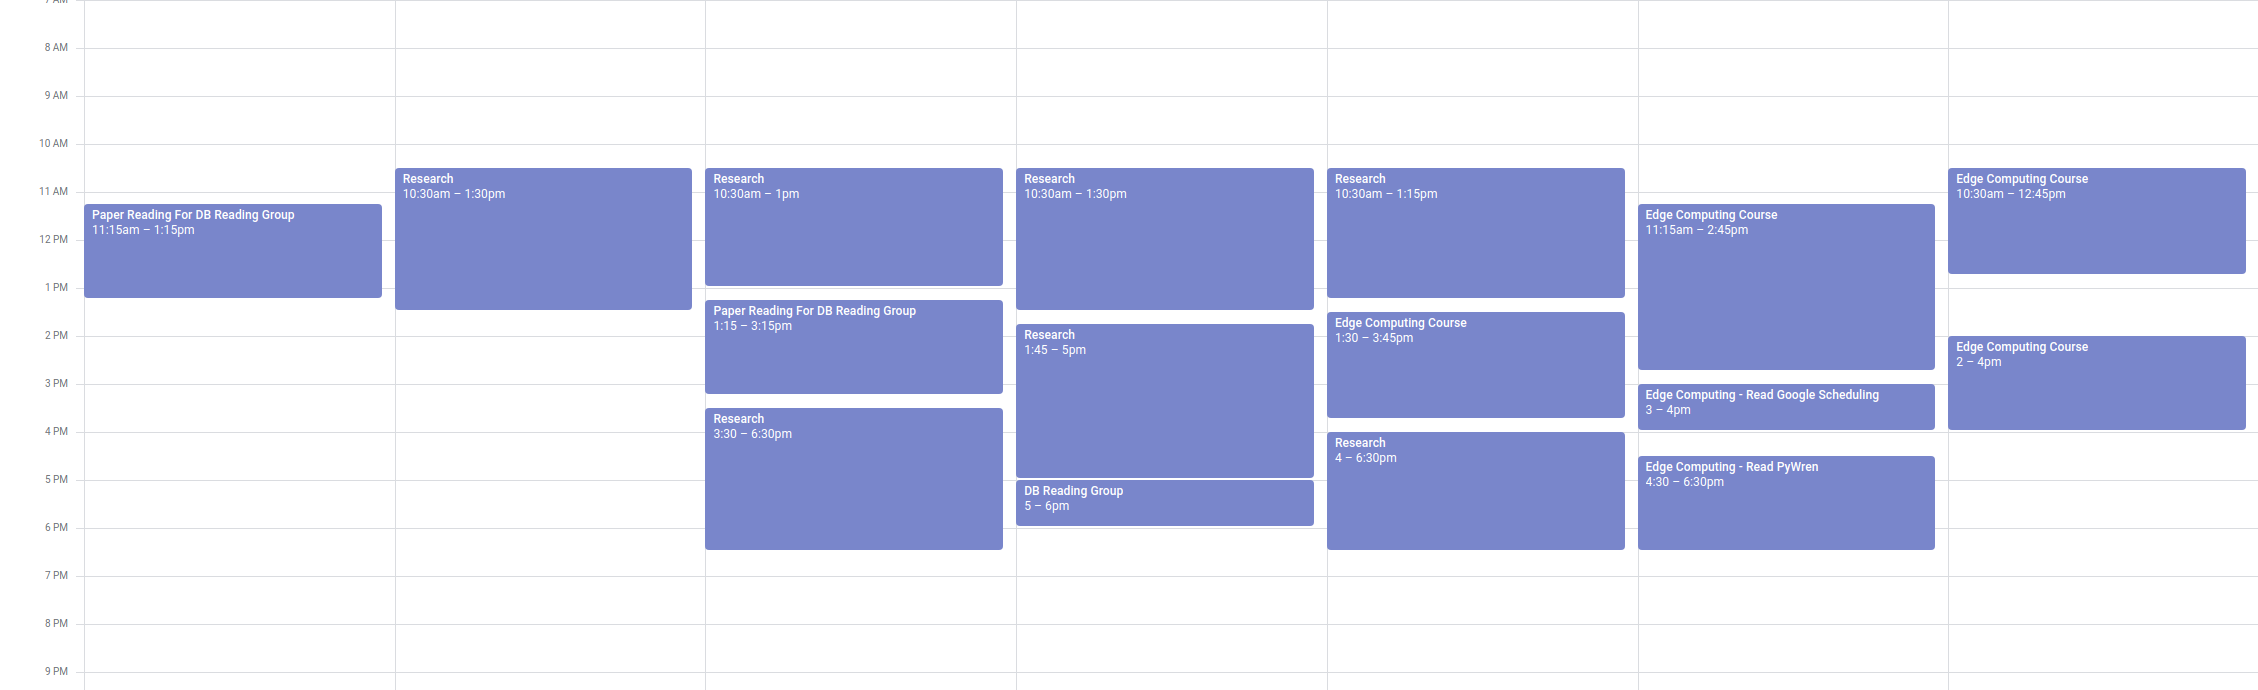 7 AM
8 AM
9 AM
10 AM
11 AM
12 PM
1 PM
2 PM
3 PM
4 PM
5 PM
6 PM
7 PM
8 PM
9 PM
Paper Reading For DB Reading Group
11:15am – 1:15pm
Research
10:30am – 1:30pm
Research
10:30am – 1pm
Paper Reading For DB Reading Group
1:15 – 3:15pm
Research
3:30 – 6:30pm
Research
10:30am – 1:30pm
Research
1:45 – 5pm
DB Reading Group
5 – 6pm
Research
10:30am – 1:15pm
Edge Computing Course
1:30 – 3:45pm
Research
4 – 6:30pm
Edge Computing Course
11:15am – 2:45pm
Edge Computing - Read Google Scheduling
3 – 4pm
Edge Computing - Read PyWren
4:30 – 6:30pm
Edge Computing Course
10:30am – 12:45pm
Edge Computing Course
2 – 4pm